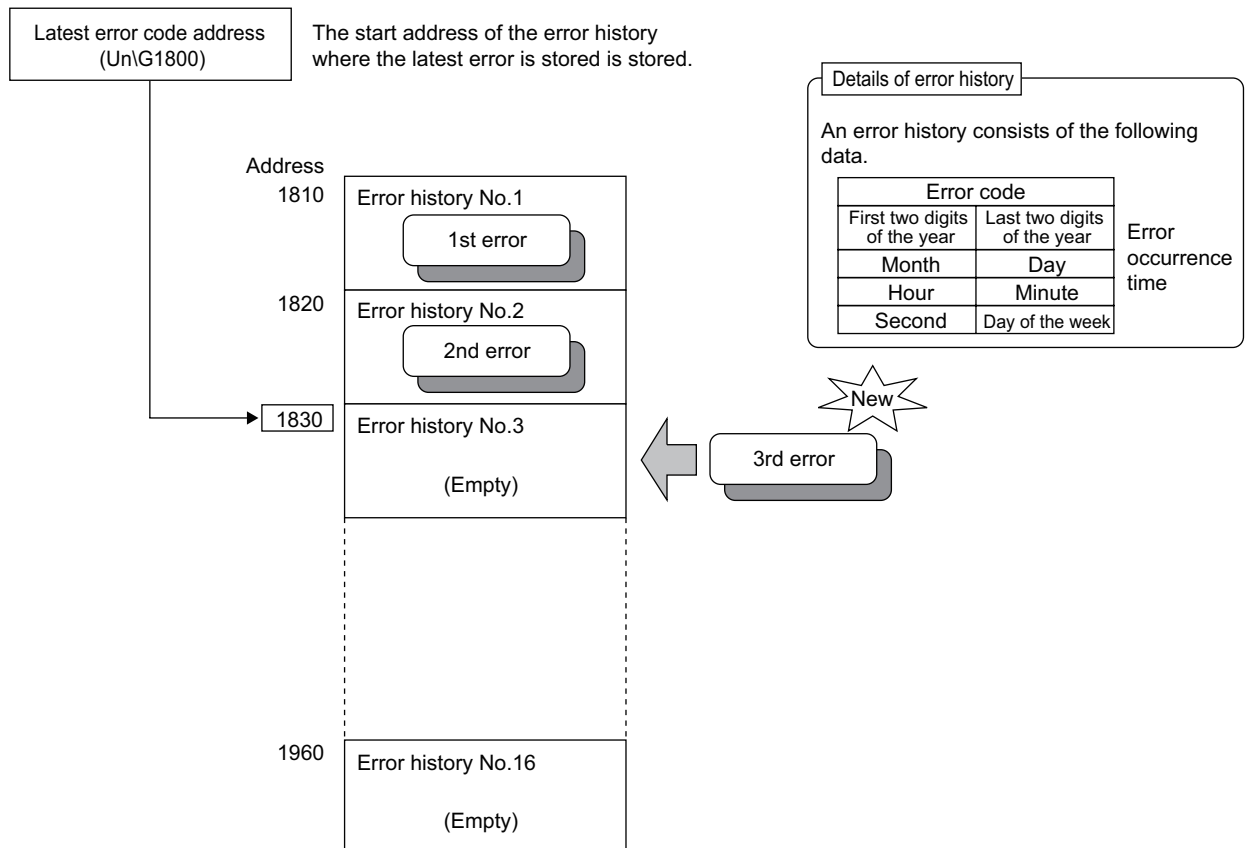 Latest error code address
(Un\G1800)
The start address of the error history
where the latest error is stored is stored.
Details of error history
An error history consists of the following
data.
Error code
First two digits
of the year
Last two digits
of the year
Month
Day
Hour
Minute
Second
Day of the week
Error
occurrence
time
Address
1810
Error history No.1
1st error
1820
Error history No.2
2nd error
1830
Error history No.3
(Empty)
New
3rd error
1960
Error history No.16
(Empty)